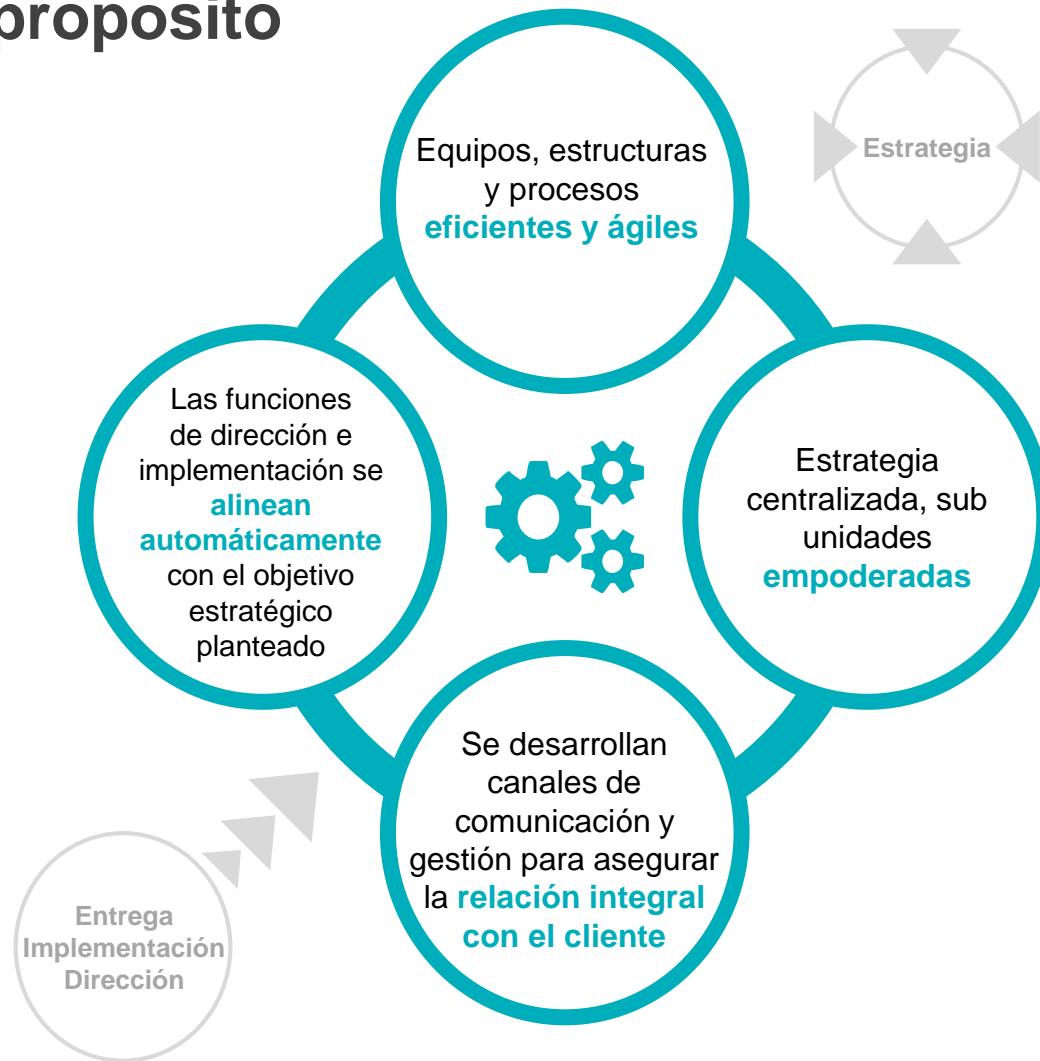 proposito
Equipos, estructuras
y procesos
eficientes y ágiles
Estrategia
Las funciones
de dirección e
implementación se
alinean
automáticamente
con el objetivo
estratégico
planteado
Estrategia
centralizada, sub
unidades
empoderadas
Se desarrollan
canales de
comunicación y
gestión para asegurar
la relación integral
con el cliente
Entrega
Implementación
Dirección